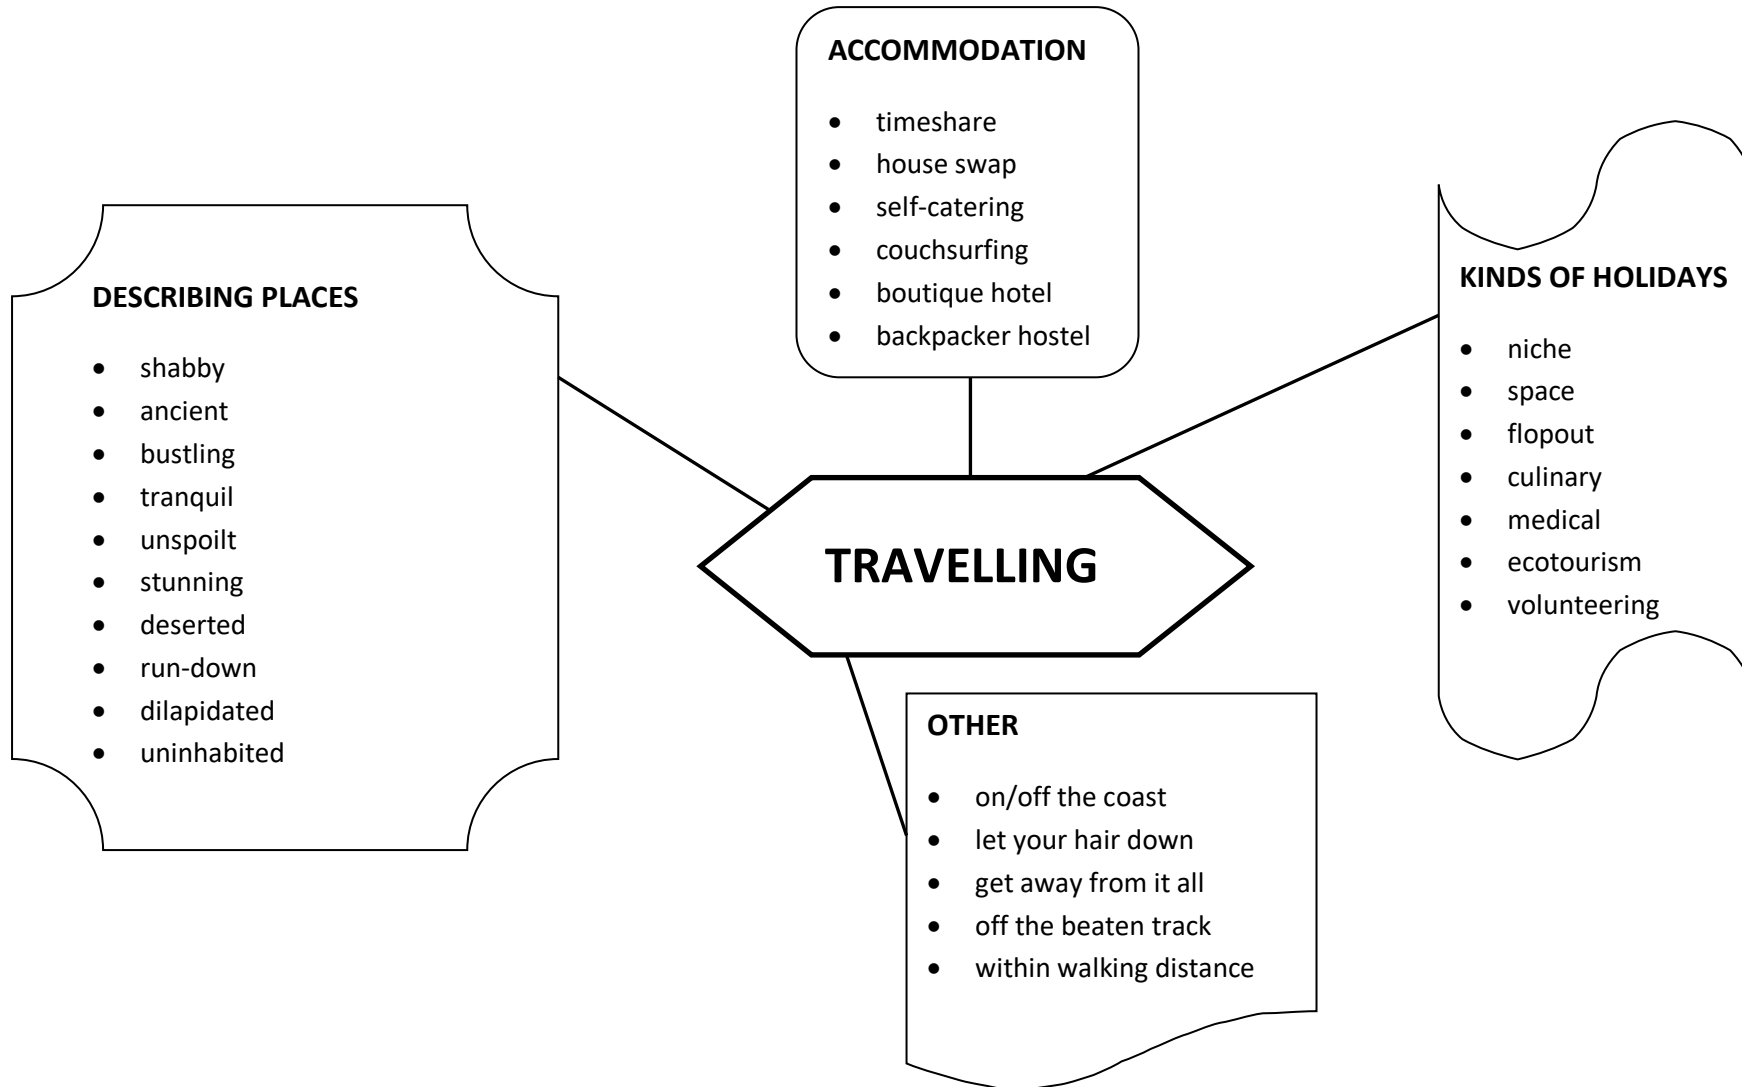 ACCOMMODATION
• timeshare
• house swap
• self-catering
• couchsurfing
• boutique hotel
• backpacker hostel
KINDS OF HOLIDAYS
• niche
• space
• flopout
• culinary
• medical
• ecotourism
• volunteering
DESCRIBING PLACES
• shabby
• ancient
• bustling
• tranquil
• unspoilt
• stunning
• deserted
• run-down
• dilapidated
• uninhabited
TRAVELLING
OTHER
• on/off the coast
• let your hair down
• get away from it all
• off the beaten track
• within walking distance